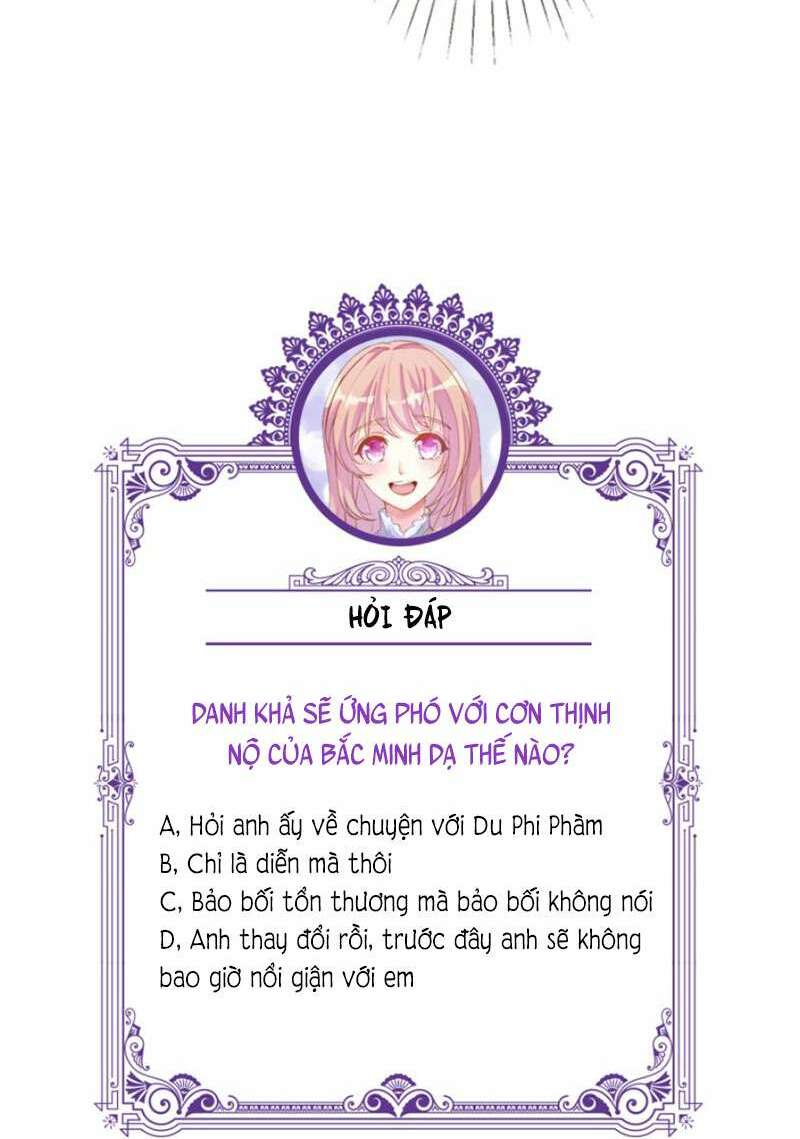 HỎI ĐÁP
DANH KHẢ SẼ ỨNG PHÓ VỚI CƠN THỊNH
NỘ CỦA BẮC MINH DẠ THẾ NÀO?
A, Hỏi anh ấy về chuyện với Du Phi Phàm
B, Chỉ là diễn mà thôi
C, Bảo bối tổn thương mà bảo bối không nói
D, Anh thay đổi rồi, trước đây anh sẽ không
bao giờ nổi giận với em